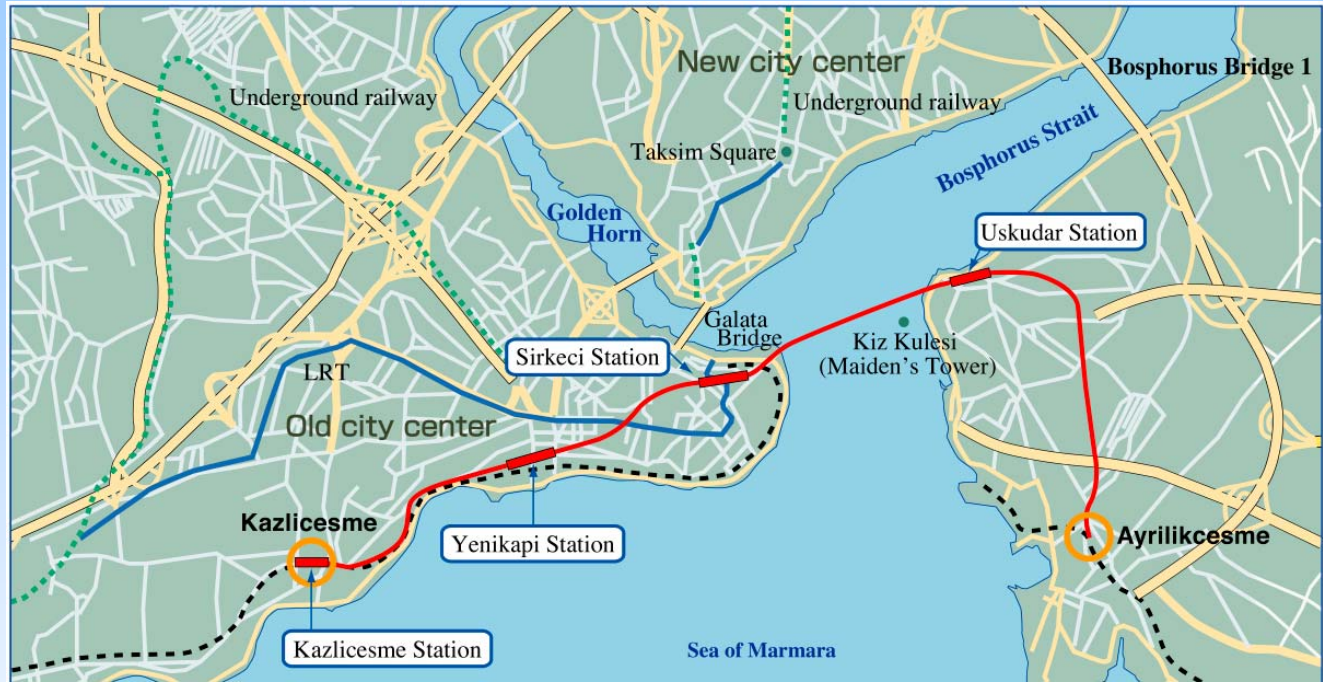 New city center
Bosphorus Bridge 1
Underground railway
Underground railway
Bosphorus Strait
Taksim Square
Golden
Horn
Uskudar Station
Galata
Bridge
Kiz Kulesi
(Maiden's Tower)
Sirkeci Station
LRT
Old city center
Kazlicesme
Yenikapi Station
Ayrilikcesme
Kazlicesme Station
Sea of Marmara